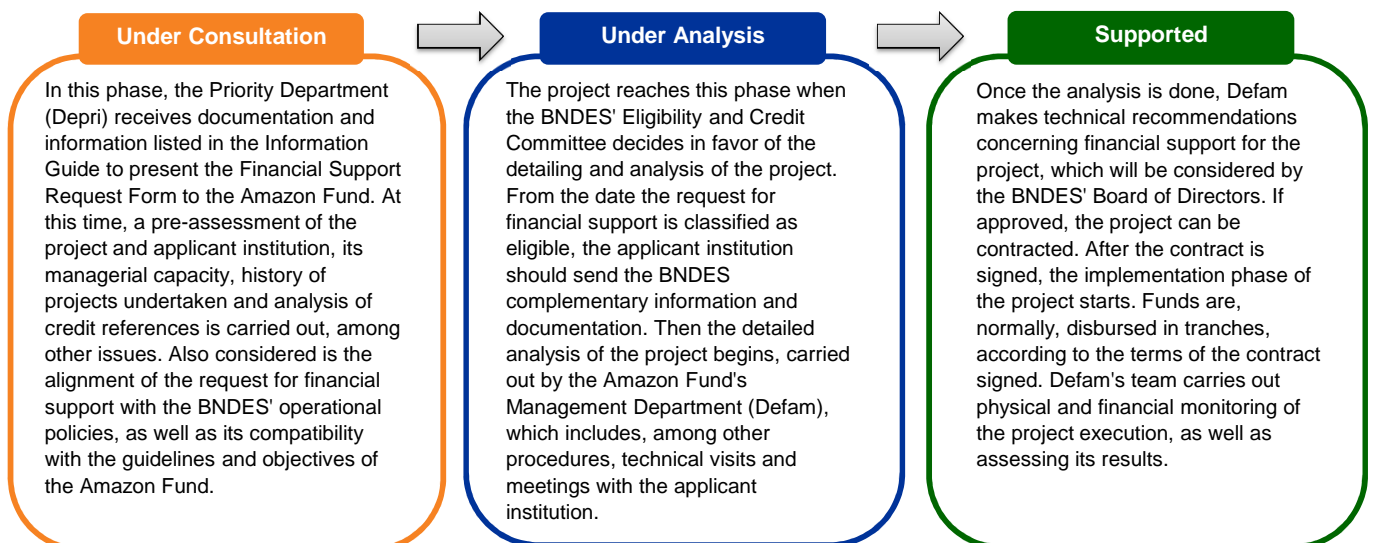 Under Consultation
In this phase, the Priority Department
(Depri) receives documentation and
information listed in the Information
Guide to present the Financial Support
Request Form to the Amazon Fund. At
this time, a pre-assessment of the
project and applicant institution, its
managerial capacity, history of
projects undertaken and analysis of
credit references is carried out, among
other issues. Also considered is the
alignment of the request for financial
support with the BNDES' operational
policies, as well as its compatibility
with the guidelines and objectives of
the Amazon Fund.
Under Analysis
The project reaches this phase when
the BNDES' Eligibility and Credit
Committee decides in favor of the
detailing and analysis of the project.
From the date the request for
financial support is classified as
eligible, the applicant institution
should send the BNDES
complementary information and
documentation. Then the detailed
analysis of the project begins, carried
out by the Amazon Fund's
Management Department (Defam),
which includes, among other
procedures, technical visits and
meetings with the applicant
institution.
Supported
Once the analysis is done, Defam
makes technical recommendations
concerning financial support for the
project, which will be considered by
the BNDES' Board of Directors. If
approved, the project can be
contracted. After the contract is
signed, the implementation phase of
the project starts. Funds are,
normally, disbursed in tranches,
according to the terms of the contract
signed. Defam's team carries out
physical and financial monitoring of
the project execution, as well as
assessing its results.